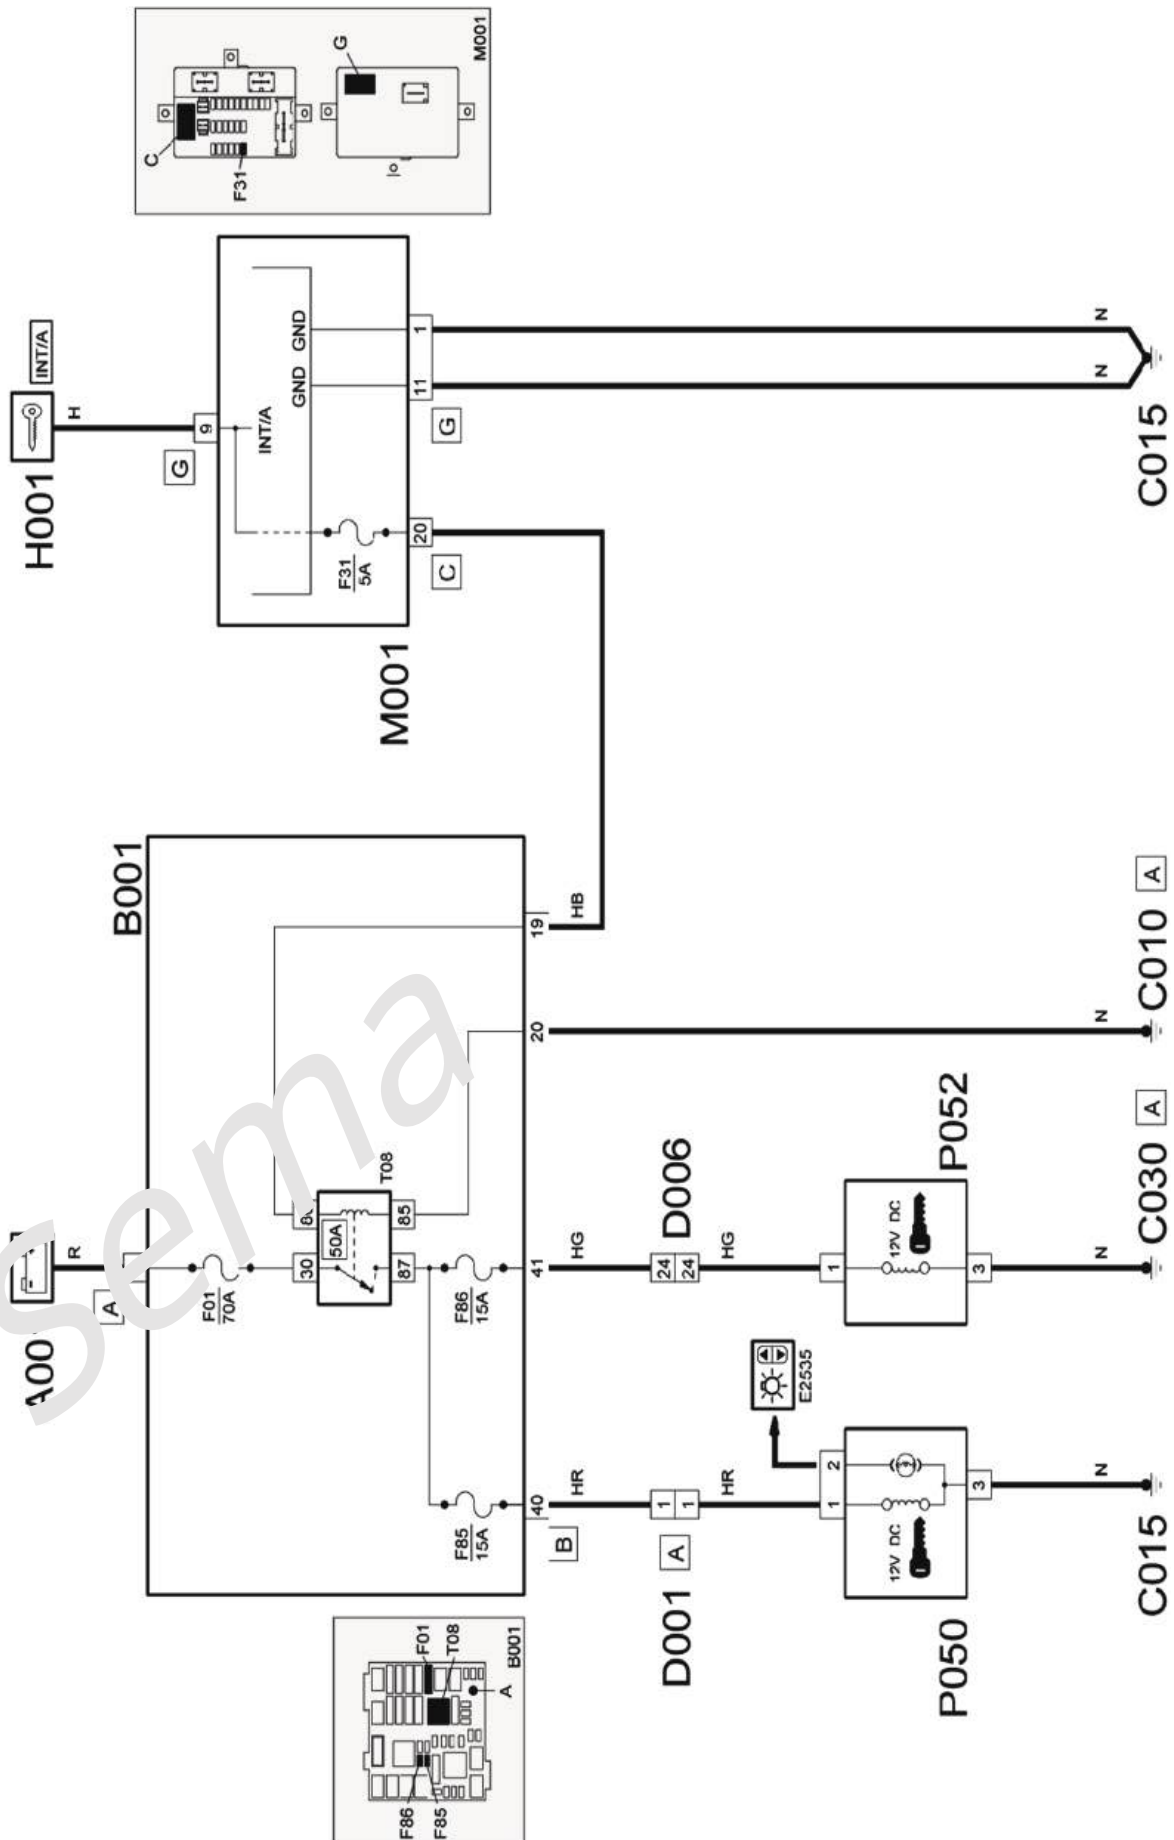 Sema
B001
R
A
F01
70A
30
50A
T08
87
85
F86
15A
F85
15A
40
41
20
19
B
HR
HG
HB
D001
A
1
1
HR
D006
24
24
HG
E2535
P050
1
2
12V DC
3
N
C015
P052
1
12V DC
3
N
C030
A
N
C010
A
F86
F85
F01
T08
A
B001
H001
INT/A
H
G
9
INT/A
GND
GND
F31
5A
M001
20
11
1
C
G
N
N
C015
C
F31
G
M001